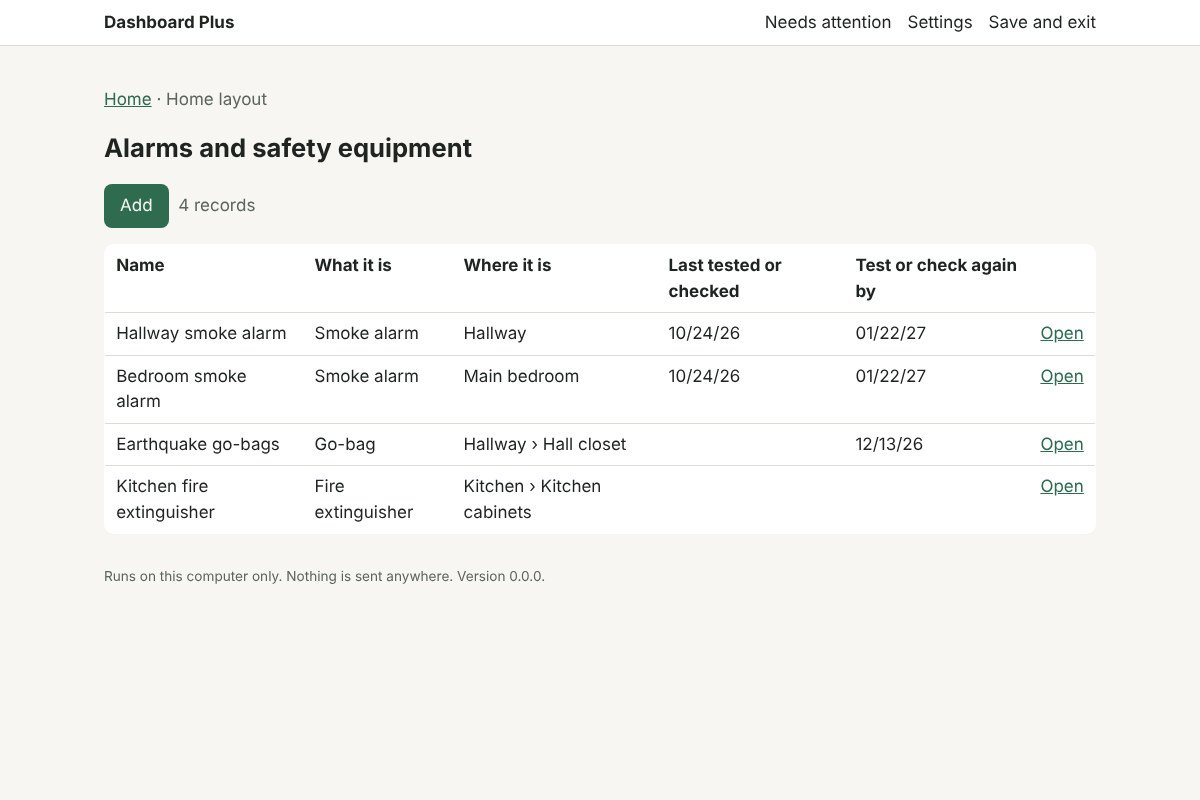 Dashboard Plus
Needs attention Settings Save and exit
Home · Home layout
Alarms and safety equipment
Add 4 records
Name What it is Where it is Last tested or checked Test or check again by
Hallway smoke alarm Smoke alarm Hallway 10/24/26 01/22/27 Open
Bedroom smoke alarm Smoke alarm Main bedroom 10/24/26 01/22/27 Open
Earthquake go-bags Go-bag Hallway › Hall closet 12/13/26 Open
Kitchen fire extinguisher Fire extinguisher Kitchen › Kitchen cabinets Open
Runs on this computer only. Nothing is sent anywhere. Version 0.0.0.